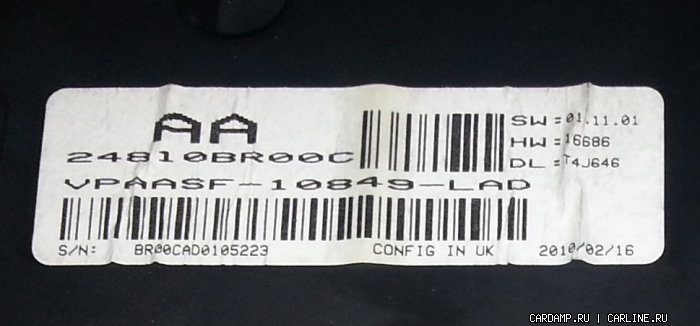 AA
24810BR00C
VPAASF-10849-LAD
SW = 01.11.01
HW = 16686
DL = T4J646
S/N: BR00CAD0105223 CONFIG IN UK 2010/02/16
CARDAMP.RU | CARLINE.RU